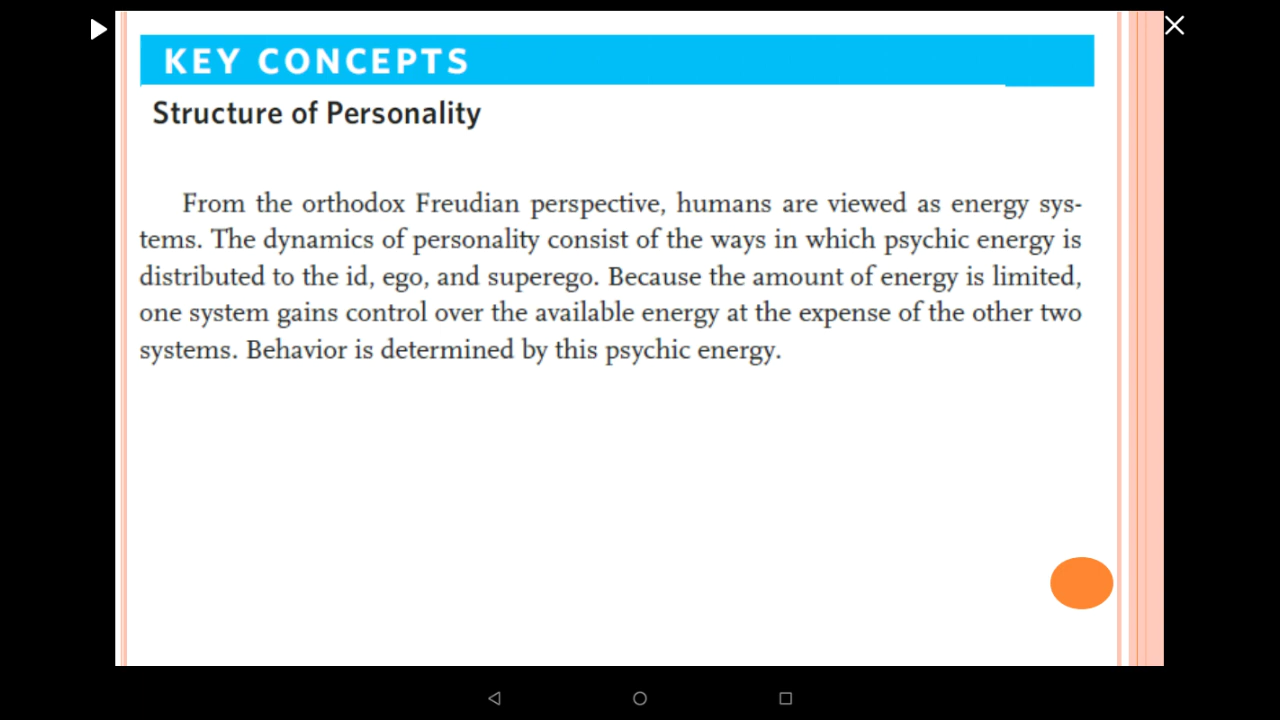 KEY CONCEPTS
Structure of Personality
From the orthodox Freudian perspective, humans are viewed as energy sys-
tems. The dynamics of personality consist of the ways in which psychic energy is
distributed to the id, ego, and superego. Because the amount of energy is limited,
one system gains control over the available energy at the expense of the other two
systems. Behavior is determined by this psychic energy.